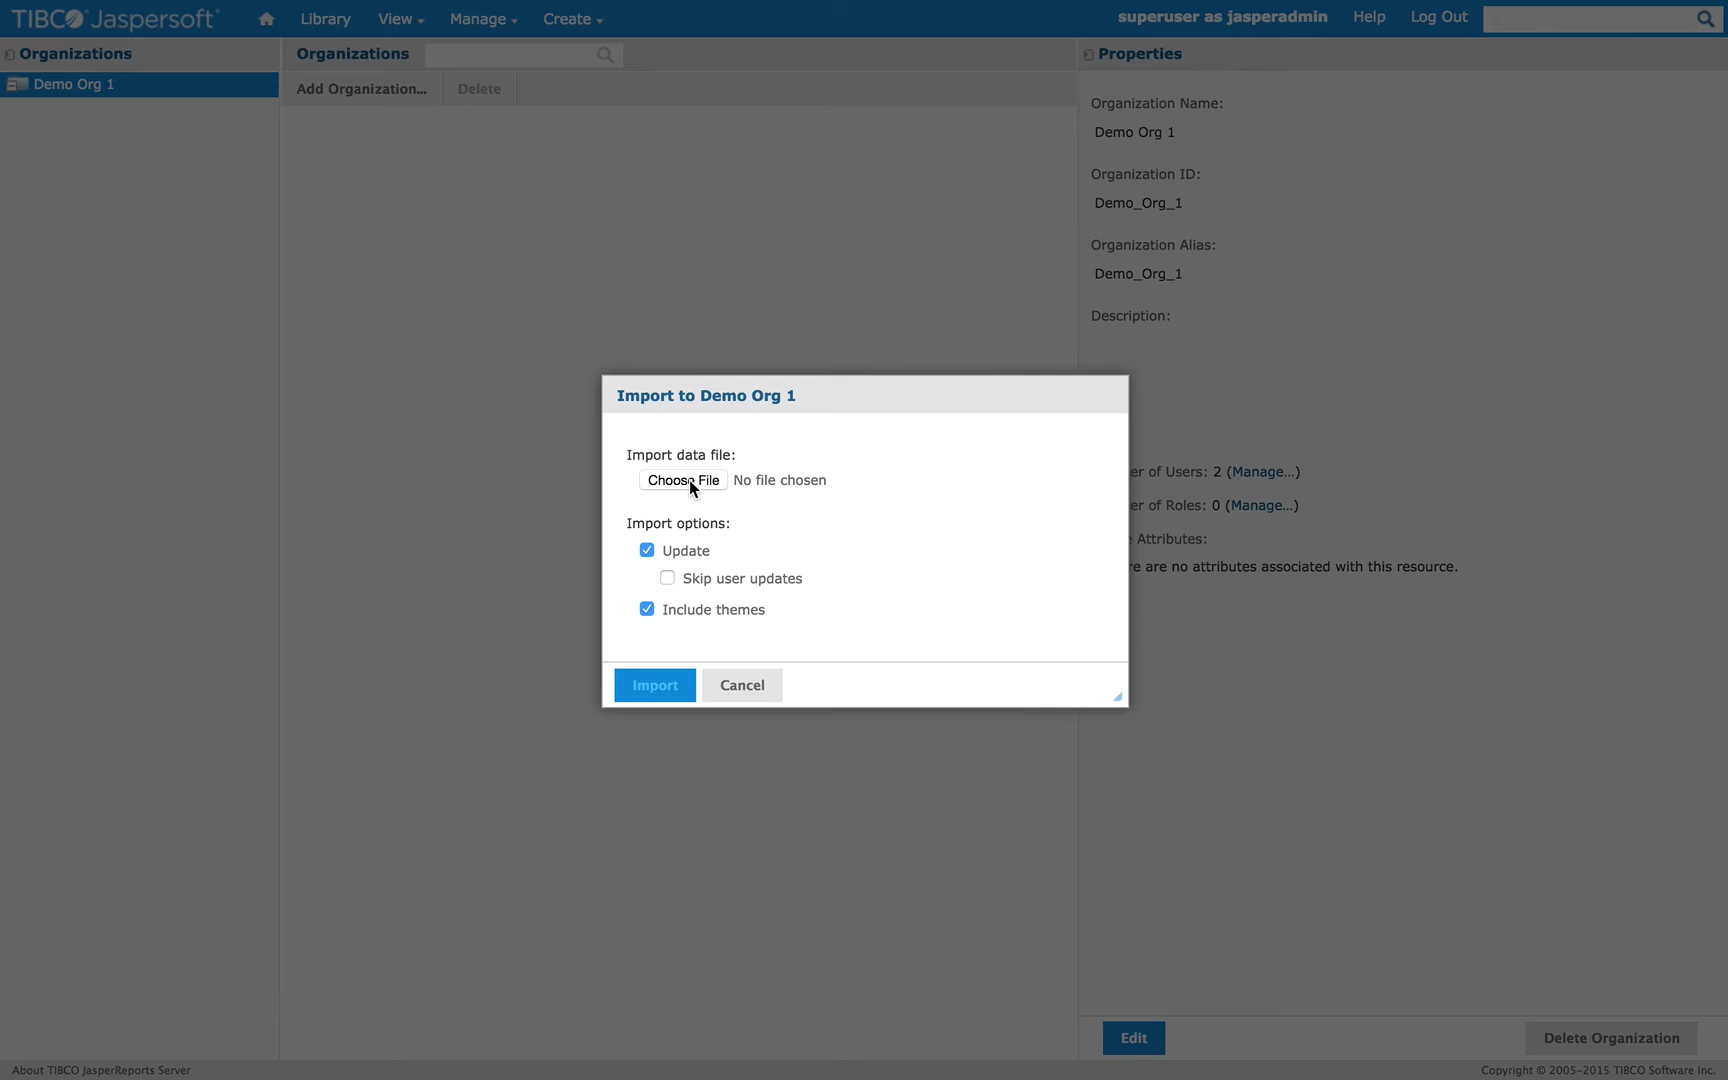 TIBCO Jaspersoft
Library
View
Manage
Create
superuser as jasperadmin
Help
Log Out
Organizations
Demo Org 1
Organizations
Add Organization...
Delete
Properties
Organization Name:
Demo Org 1
Organization ID:
Demo_Org_1
Organization Alias:
Demo_Org_1
Description:
er of Users: 2 (Manage...)
er of Roles: 0 (Manage...)
Attributes:
re are no attributes associated with this resource.
Import to Demo Org 1
Import data file:
Choose File No file chosen
Import options:
Update
Skip user updates
Include themes
Import
Cancel
Edit
Delete Organization
About TIBCO JasperReports Server
Copyright © 2005-2015 TIBCO Software Inc.